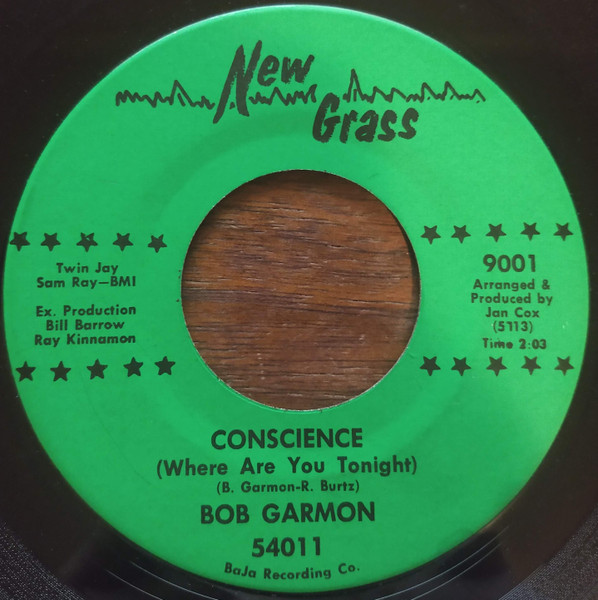 New
Grass
Twin Jay
Sam Ray—BMI
Ex. Production
Bill Barrow
Ray Kinnamon
9001
Arranged &
Produced by
Jan Cox
(5113)
Time 2:03
CONSCIENCE
(Where Are You Tonight)
(B. Garmon-R. Burtz)
BOB GARMON
54011
BaJa Recording Co.